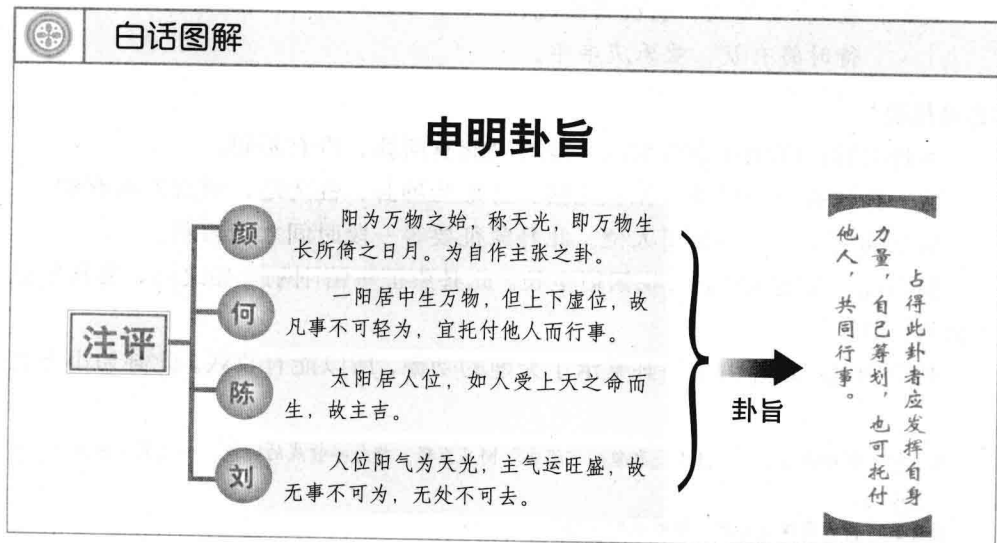 白话图解
申明卦旨
注评
颜
阳为万物之始，称天光，即万物生
长所倚之日月。为自作主张之卦。
何
一阳居中生万物，但上下虚位，故
凡事不可轻为，宜托付他人而行事。
陈
太阳居人位，如人受上天之命而
生，故主吉。
刘
人位阳气为天光，主气运旺盛，故
无事不可为，无处不可去。
卦旨
占得此卦者应发挥自身
力量，自己筹划，也可托付
他人，共同行事。